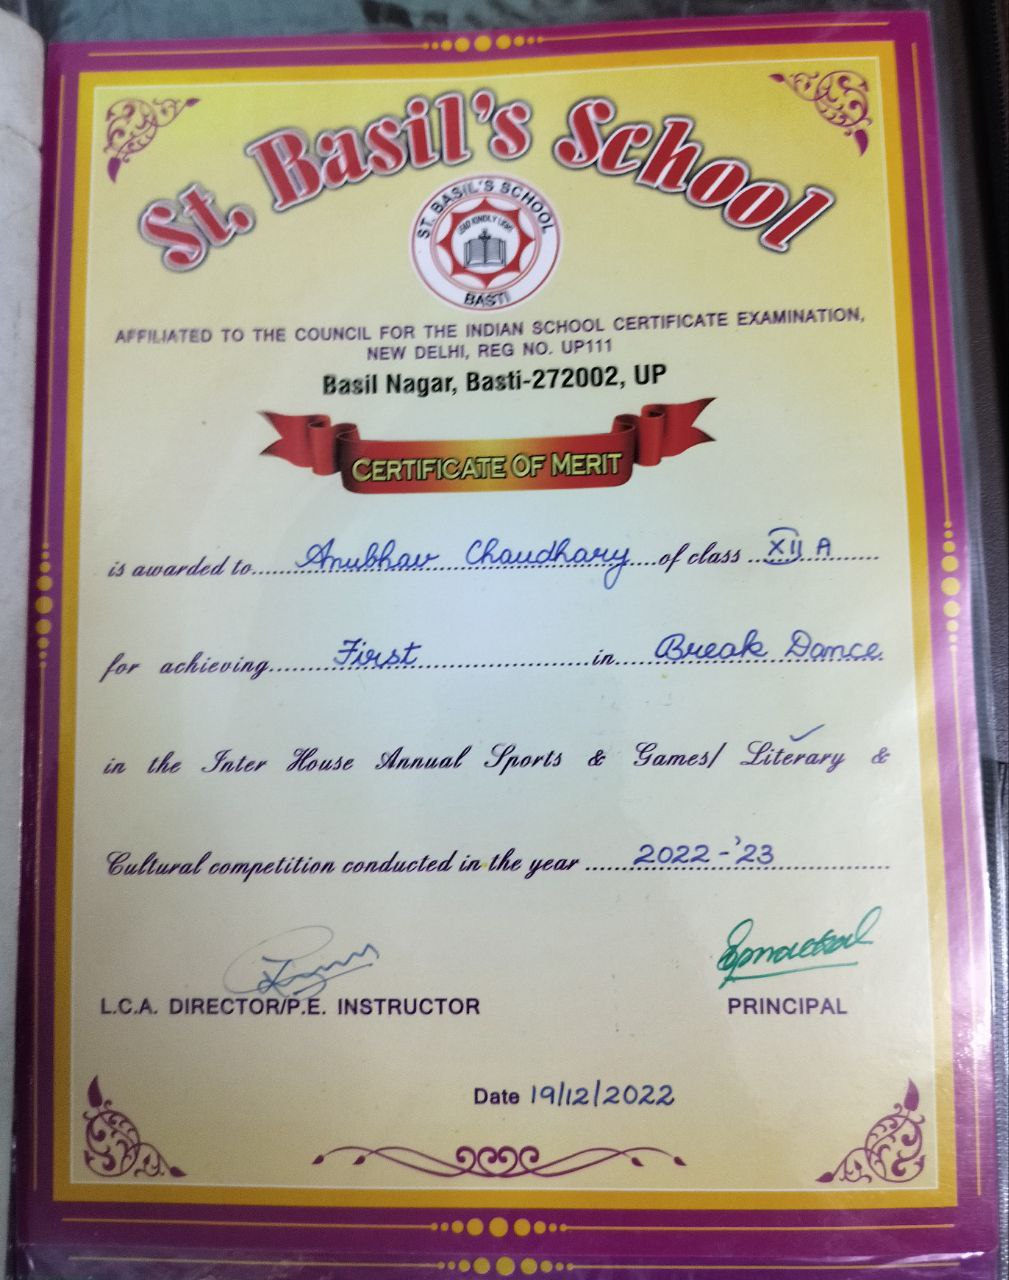 St. Basil's School
ST. BASIL'S SCHOOL
LEAD KINDLY LIGHT
BASTI
AFFILIATED TO THE COUNCIL FOR THE INDIAN SCHOOL CERTIFICATE EXAMINATION,
NEW DELHI, REG NO. UP111
Basil Nagar, Basti-272002, UP
CERTIFICATE OF MERIT
is awarded to Anubhav Chaudhary of class XII A
for achieving First in Break Dance
in the Inter House Annual Sports & Games/ Literary &
Cultural competition conducted in the year 2022-'23
L.C.A. DIRECTOR/P.E. INSTRUCTOR PRINCIPAL
Date 19/12/2022